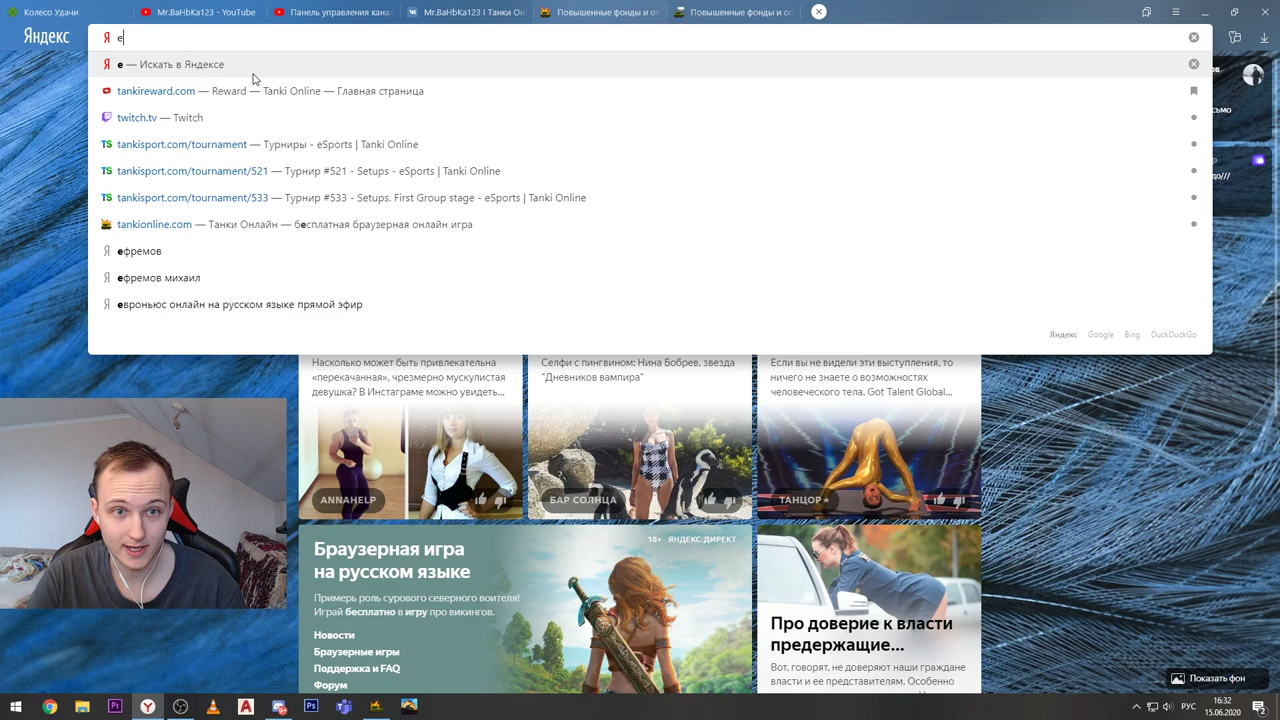 Колесо Удачи
Mr.ВаНЬКа123 - YouTube
Панель управления кана
Mr.ВаНЬКа123 | Танки Он
Повышенные фонды и оп
Повышенные фонды и оп
Яндекс
е
е — Искать в Яндексе
tankireward.com — Reward — Tanki Online — Главная страница
twitch.tv — Twitch
tankisport.com/tournament — Турниры - eSports | Tanki Online
tankisport.com/tournament/521 — Турнир #521 - Setups - eSports | Tanki Online
tankisport.com/tournament/533 — Турнир #533 - Setups. First Group stage - eSports | Tanki Online
tankionline.com — Танки Онлайн — бесплатная браузерная онлайн игра
ефремов
ефремов михаил
евроньюс онлайн на русском языке прямой эфир
Яндекс Google Bing DuckDuckGo
Насколько может быть привлекательна
«перекачанная», чрезмерно мускулистая
девушка? В Инстаграме можно увидеть...
ANNAHELP
Селфи с пингвином: Нина Бобрев, звезда
"Дневников вампира"
БАР СОЛНЦА
Если вы не видели эти выступления, то
ничего не знаете о возможностях
человеческого тела. Got Talent Global...
ТАНЦОР★
18+ ЯНДЕКС.ДИРЕКТ
Браузерная игра
на русском языке
Примерь роль сурового северного воителя!
Играй бесплатно в игру про викингов.
Новости
Браузерные игры
Поддержка и FAQ
Форум
Про доверие к власти
предержащие...
Вот, говорят, не доверяют наши граждане
власти и ее представителям. Особенно
Показать фон
РУС
16:32
15.06.2020
2